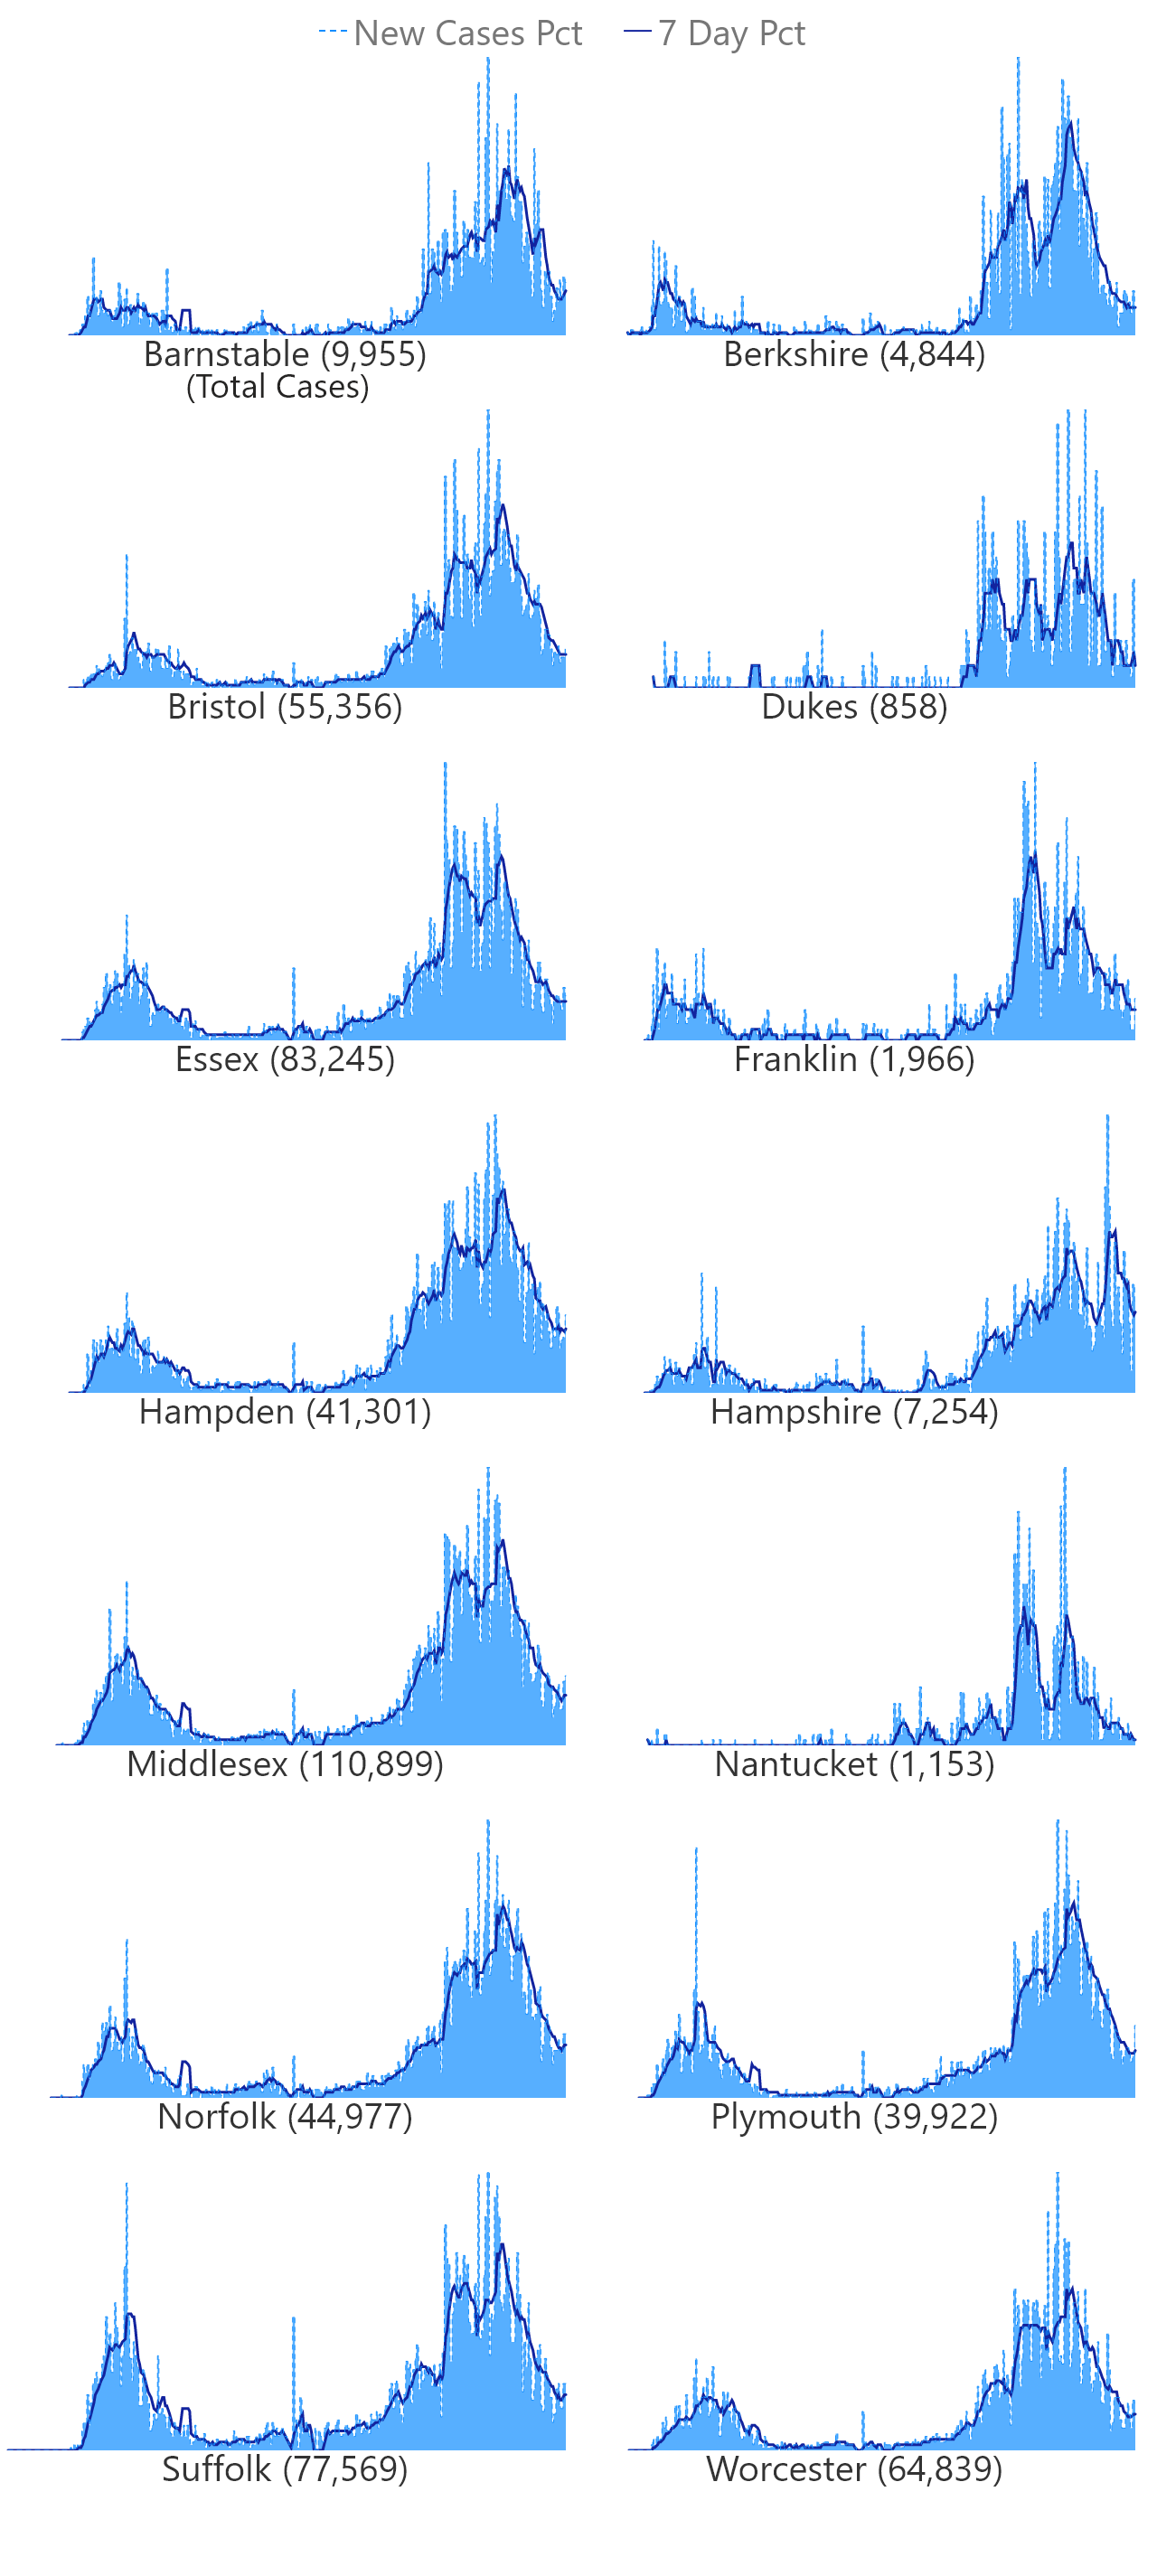 New Cases Pct 7 Day Pct
Barnstable (9,955) Berkshire (4,844)
(Total Cases)
Bristol (55,356) Dukes (858)
Essex (83,245) Franklin (1,966)
Hampden (41,301) Hampshire (7,254)
Middlesex (110,899) Nantucket (1,153)
Norfolk (44,977) Plymouth (39,922)
Suffolk (77,569) Worcester (64,839)